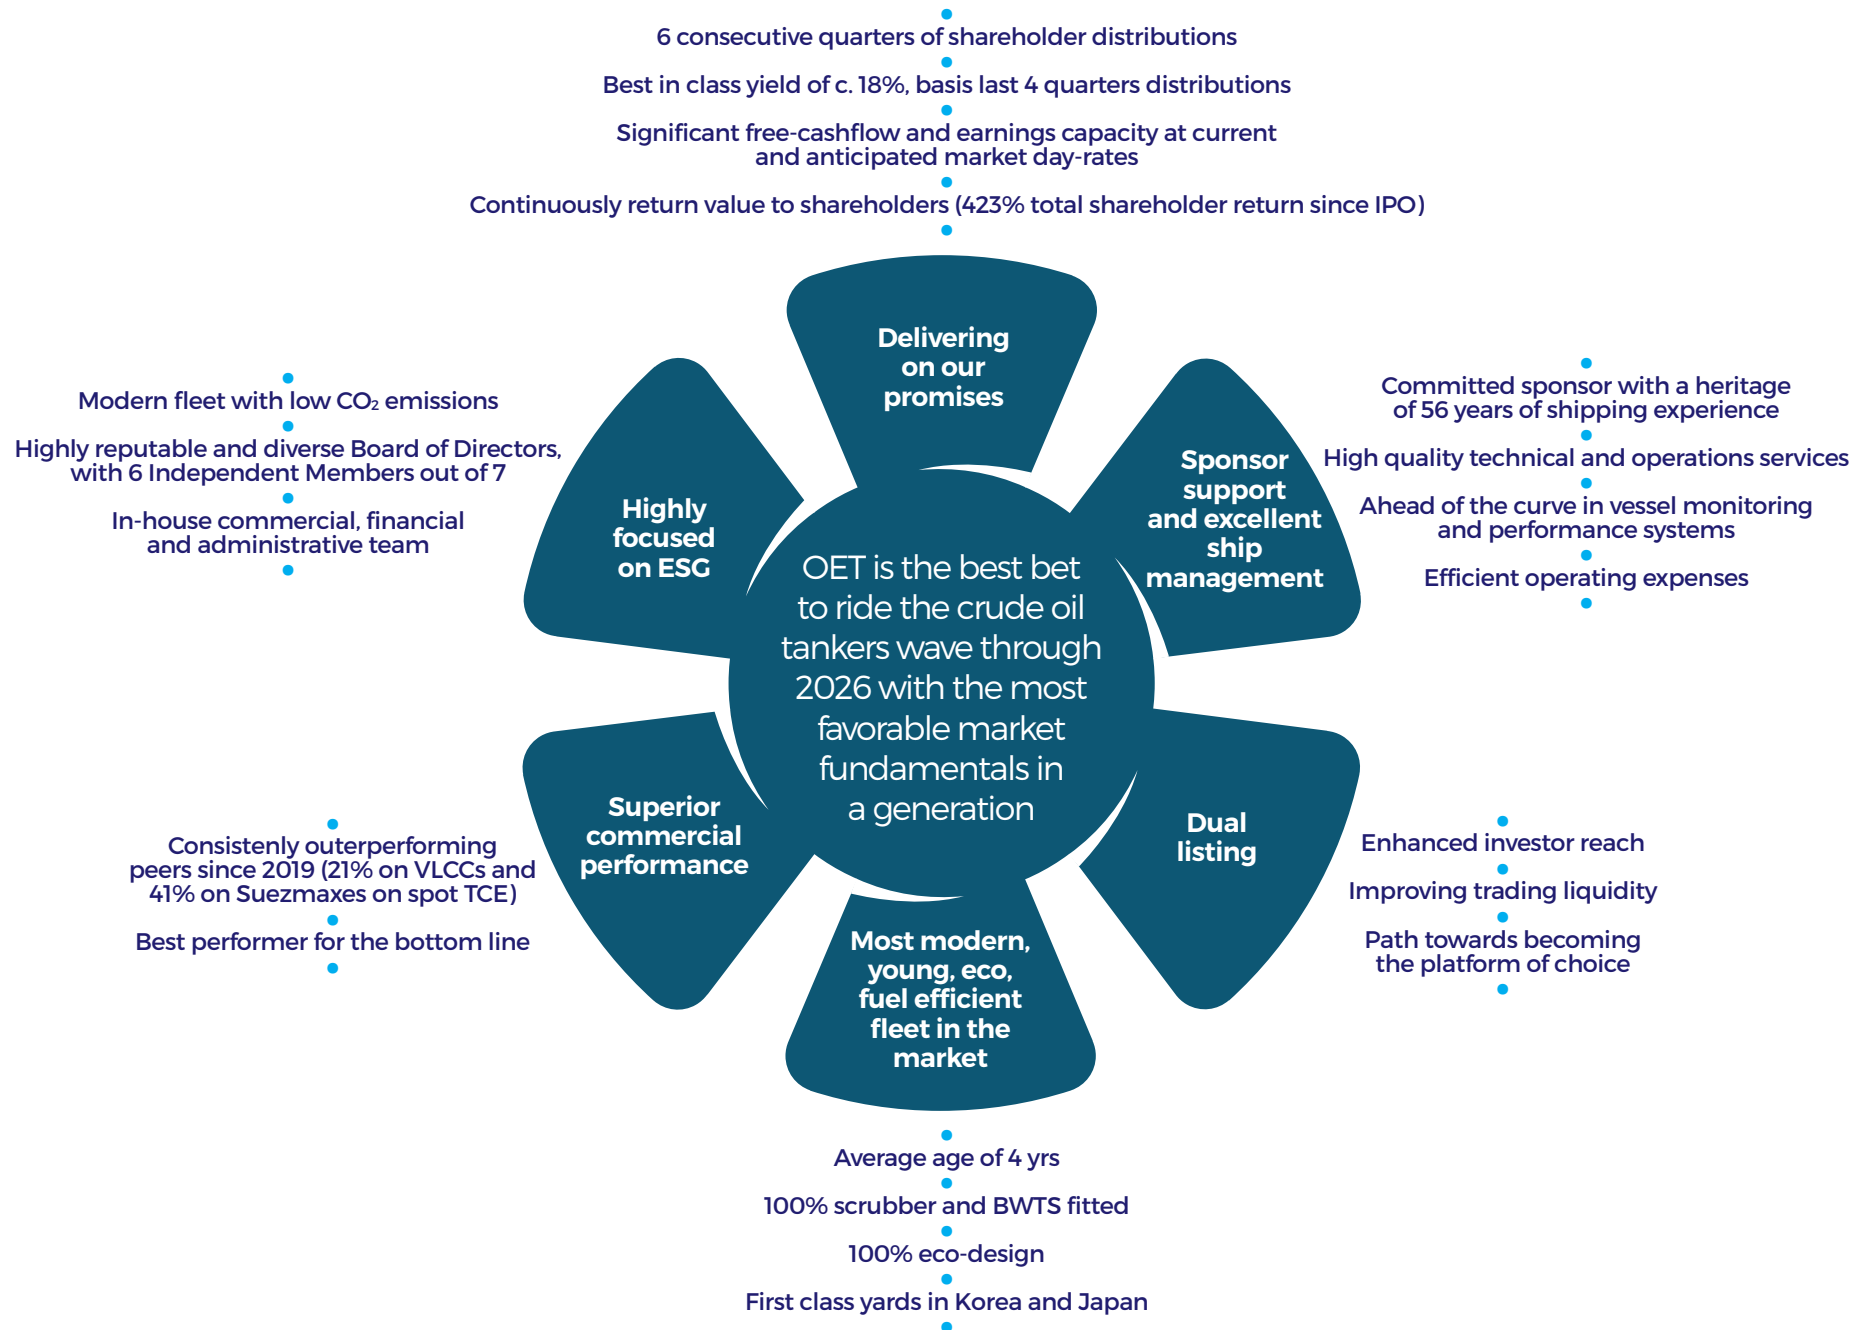 6 consecutive quarters of shareholder distributions
Best in class yield of c. 18%, basis last 4 quarters distributions
Significant free-cashflow and earnings capacity at current
and anticipated market day-rates
Continuously return value to shareholders (423% total shareholder return since IPO)
Delivering
on our
promises
Modern fleet with low CO₂ emissions
Highly reputable and diverse Board of Directors,
with 6 Independent Members out of 7
In-house commercial, financial
and administrative team
Highly
focused
on ESG
Sponsor
support
and excellent
ship
management
Committed sponsor with a heritage
of 56 years of shipping experience
High quality technical and operations services
Ahead of the curve in vessel monitoring
and performance systems
Efficient operating expenses
OET is the best bet
to ride the crude oil
tankers wave through
2026 with the most
favorable market
fundamentals in
a generation
Consistenly outerperforming
peers since 2019 (21% on VLCCs and
41% on Suezmaxes on spot TCE)
Best performer for the bottom line
Superior
commercial
performance
Dual
listing
Enhanced investor reach
Improving trading liquidity
Path towards becoming
the platform of choice
Most modern,
young, eco,
fuel efficient
fleet in the
market
Average age of 4 yrs
100% scrubber and BWTS fitted
100% eco-design
First class yards in Korea and Japan